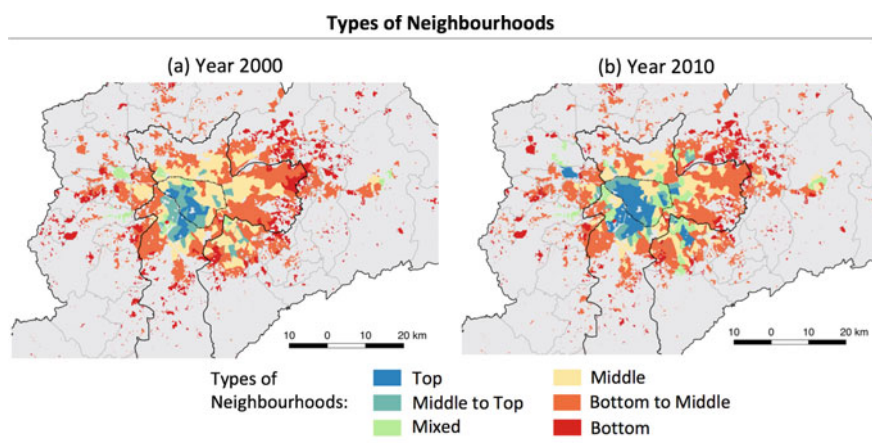 Types of Neighbourhoods
(a) Year 2000
(b) Year 2010
10 0 10 20 km
10 0 10 20 km
Types of Neighbourhoods:
Top
Middle to Top
Mixed
Middle
Bottom to Middle
Bottom